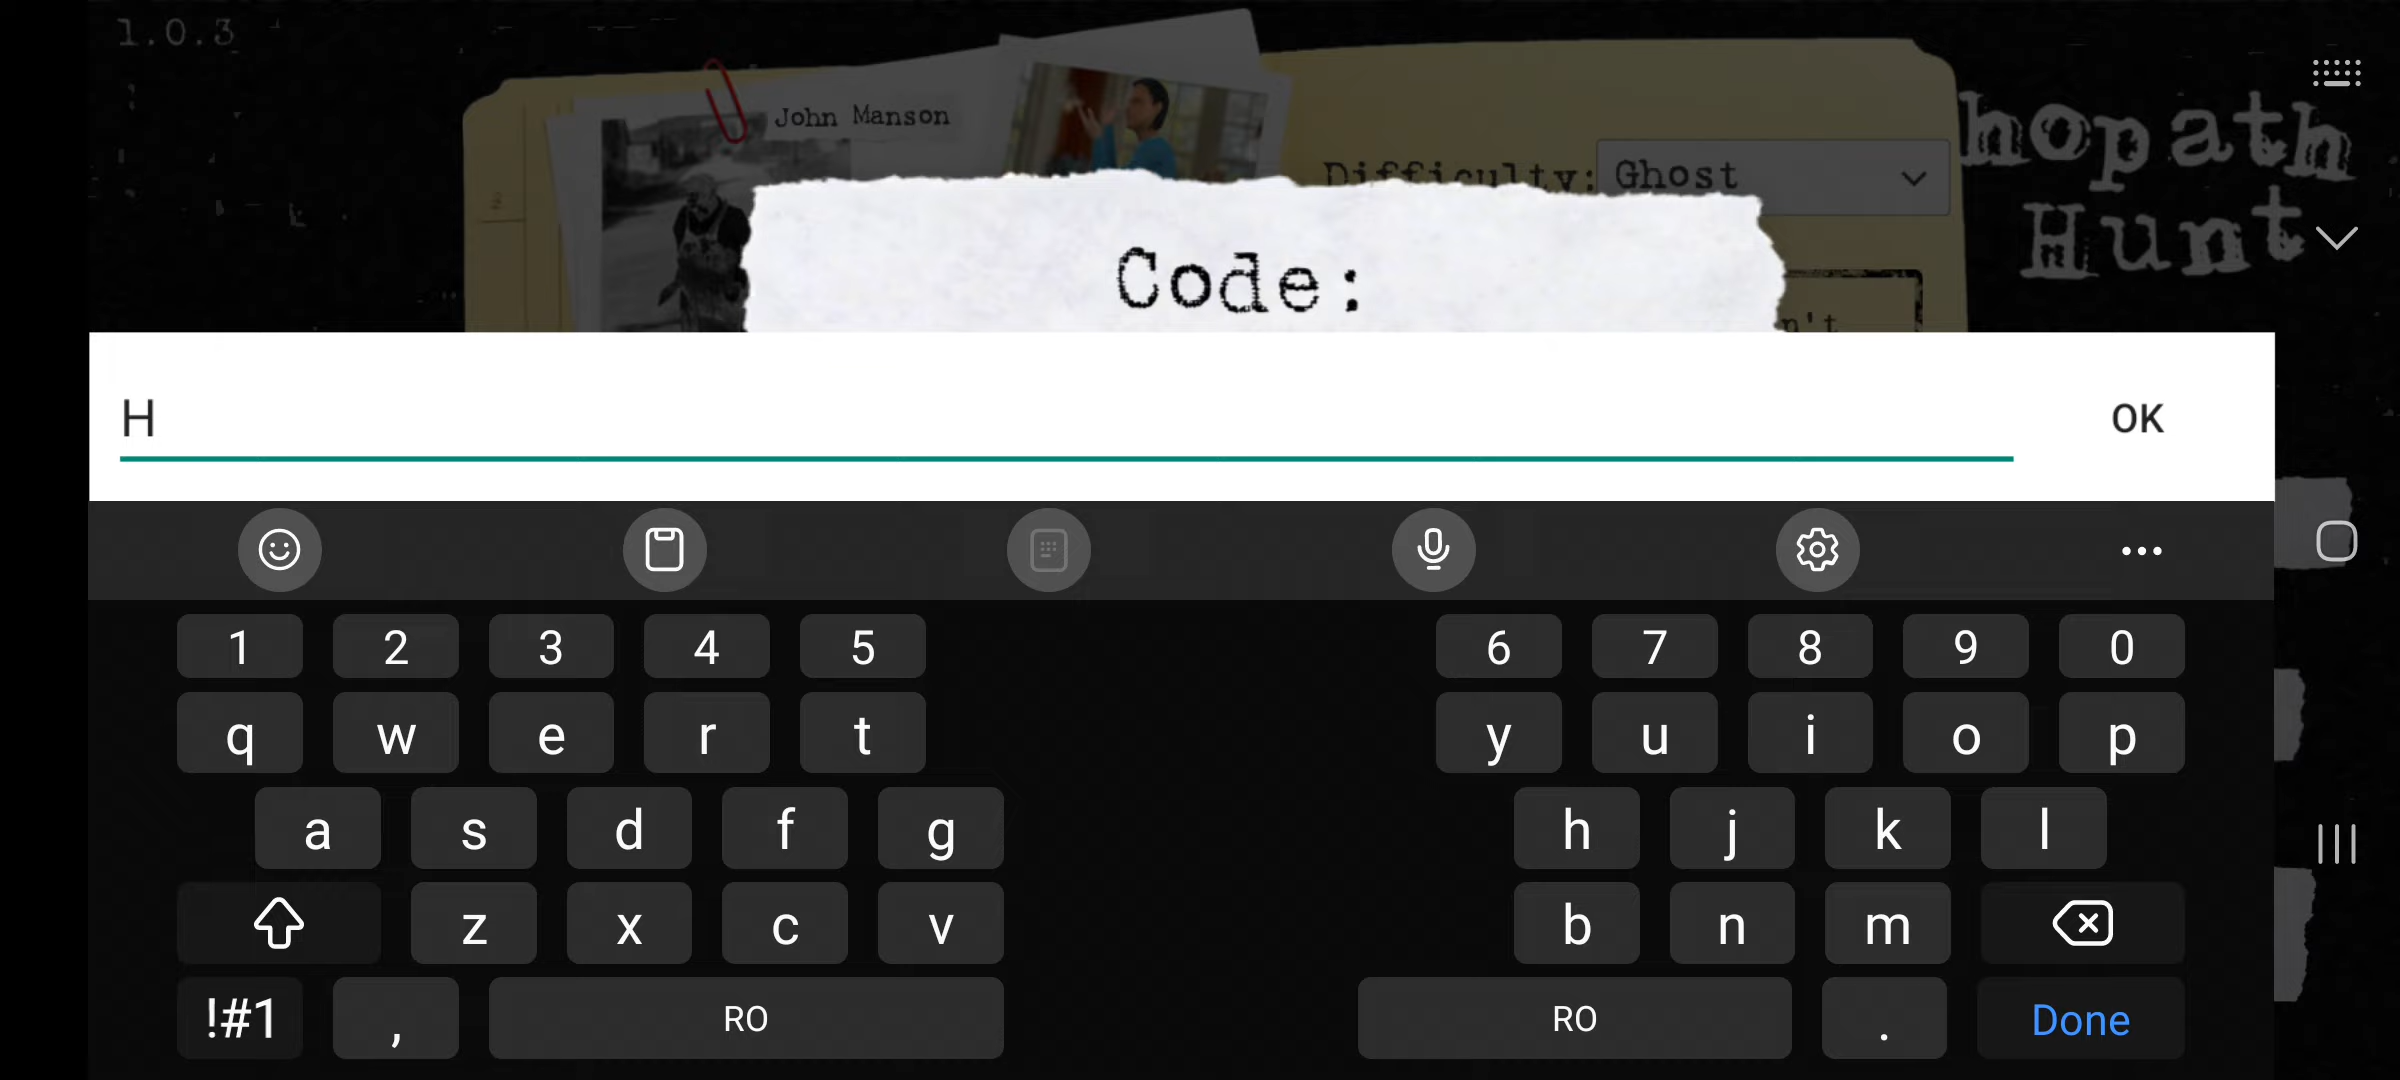 1.0.3
John Manson
Difficulty: Ghost
hopath
Hunt
Code:
n't
H
OK
1 2 3 4 5 6 7 8 9 0
q w e r t y u i o p
a s d f g h j k l
z x c v b n m
!#1 , RO RO . Done